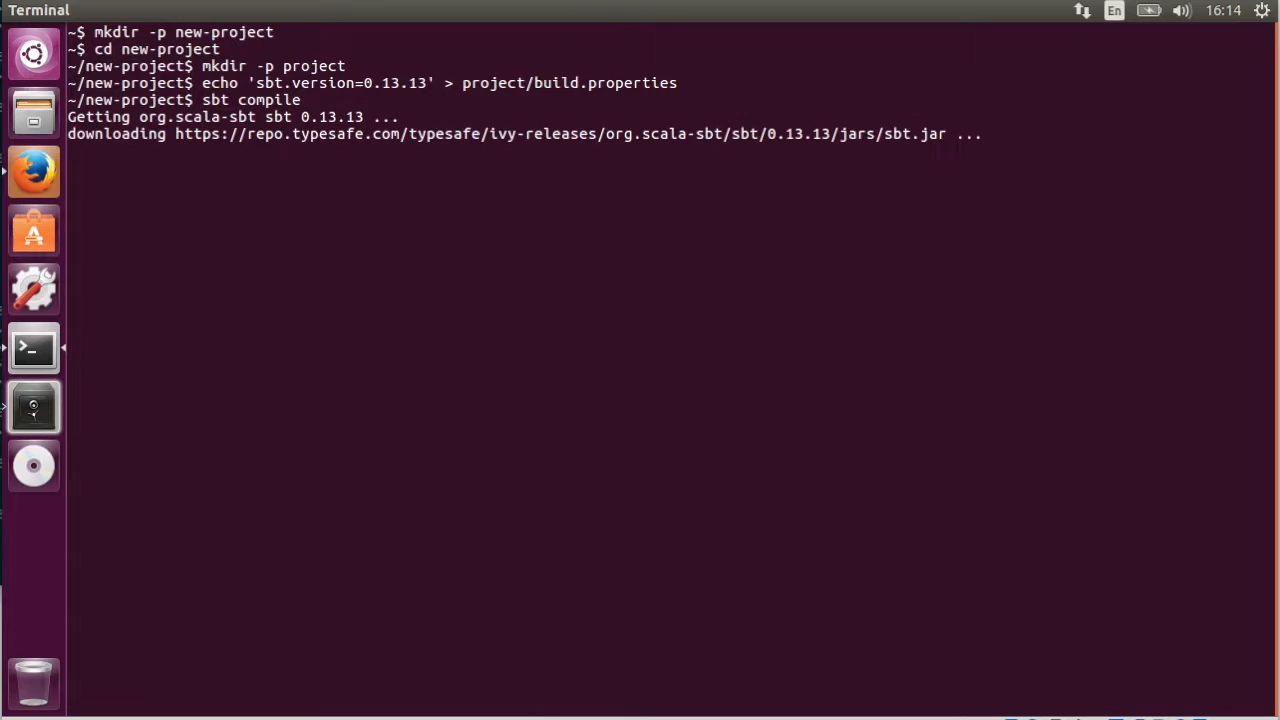 Terminal
En
16:14
~$ mkdir -p new-project
~$ cd new-project
~/new-project$ mkdir -p project
~/new-project$ echo 'sbt.version=0.13.13' > project/build.properties
~/new-project$ sbt compile
Getting org.scala-sbt sbt 0.13.13 ...
downloading https://repo.typesafe.com/typesafe/ivy-releases/org.scala-sbt/sbt/0.13.13/jars/sbt.jar ...